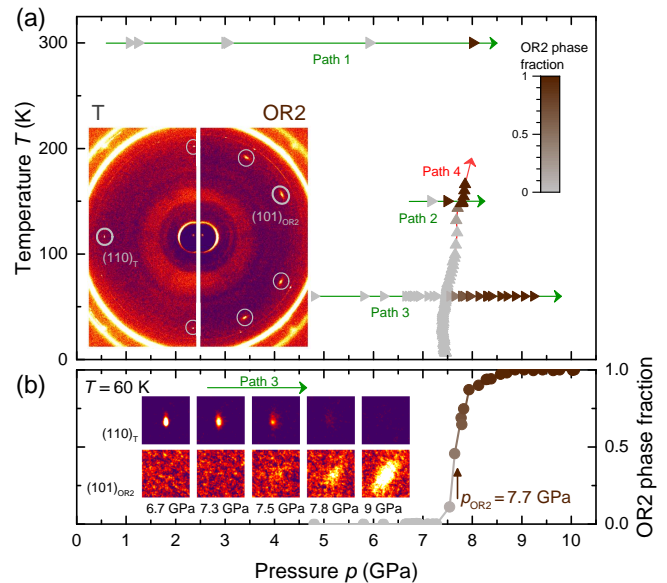 (a)
300
200
100
0
Temperature T (K)
Path 1
OR2 phase
fraction
1
0.5
0
T
OR2
(110)T
(101)OR2
Path 4
Path 2
Path 3
(b)
T = 60 K
Path 3
(110)T
(101)OR2
6.7 GPa 7.3 GPa 7.5 GPa 7.8 GPa 9 GPa
pOR2 = 7.7 GPa
1.0
0.5
0.0
OR2 phase fraction
0 1 2 3 4 5 6 7 8 9 10
Pressure p (GPa)